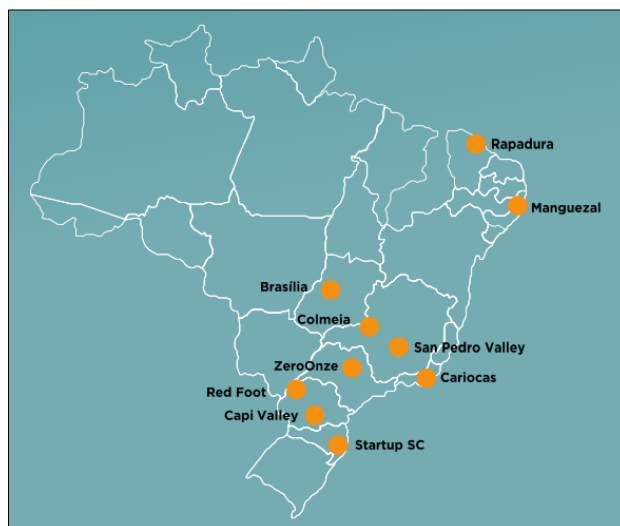 Rapadura
Manguezal
Brasília
Colmeia
San Pedro Valley
ZeroOnze
Cariocas
Red Foot
Capi Valley
Startup SC